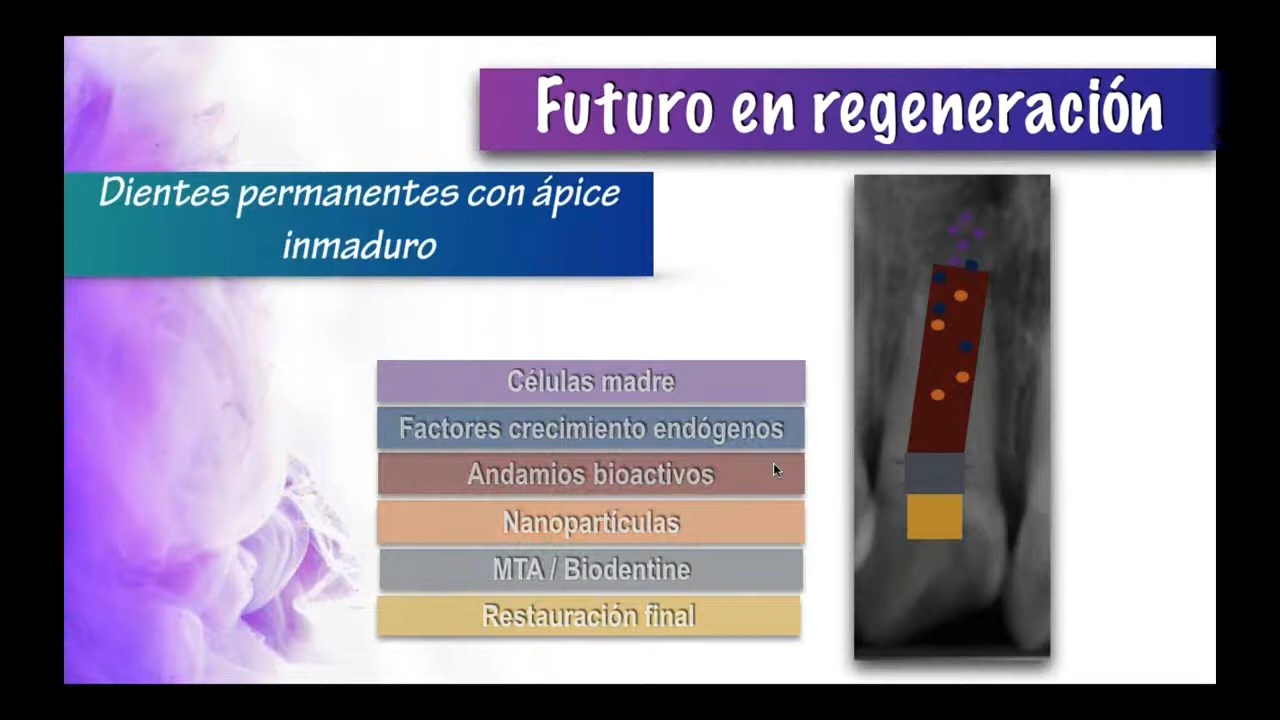 Futuro en regeneración
Dientes permanentes con ápice
inmaduro
Células madre
Factores crecimiento endógenos
Andamios bioactivos
Nanopartículas
MTA / Biodentine
Restauración final